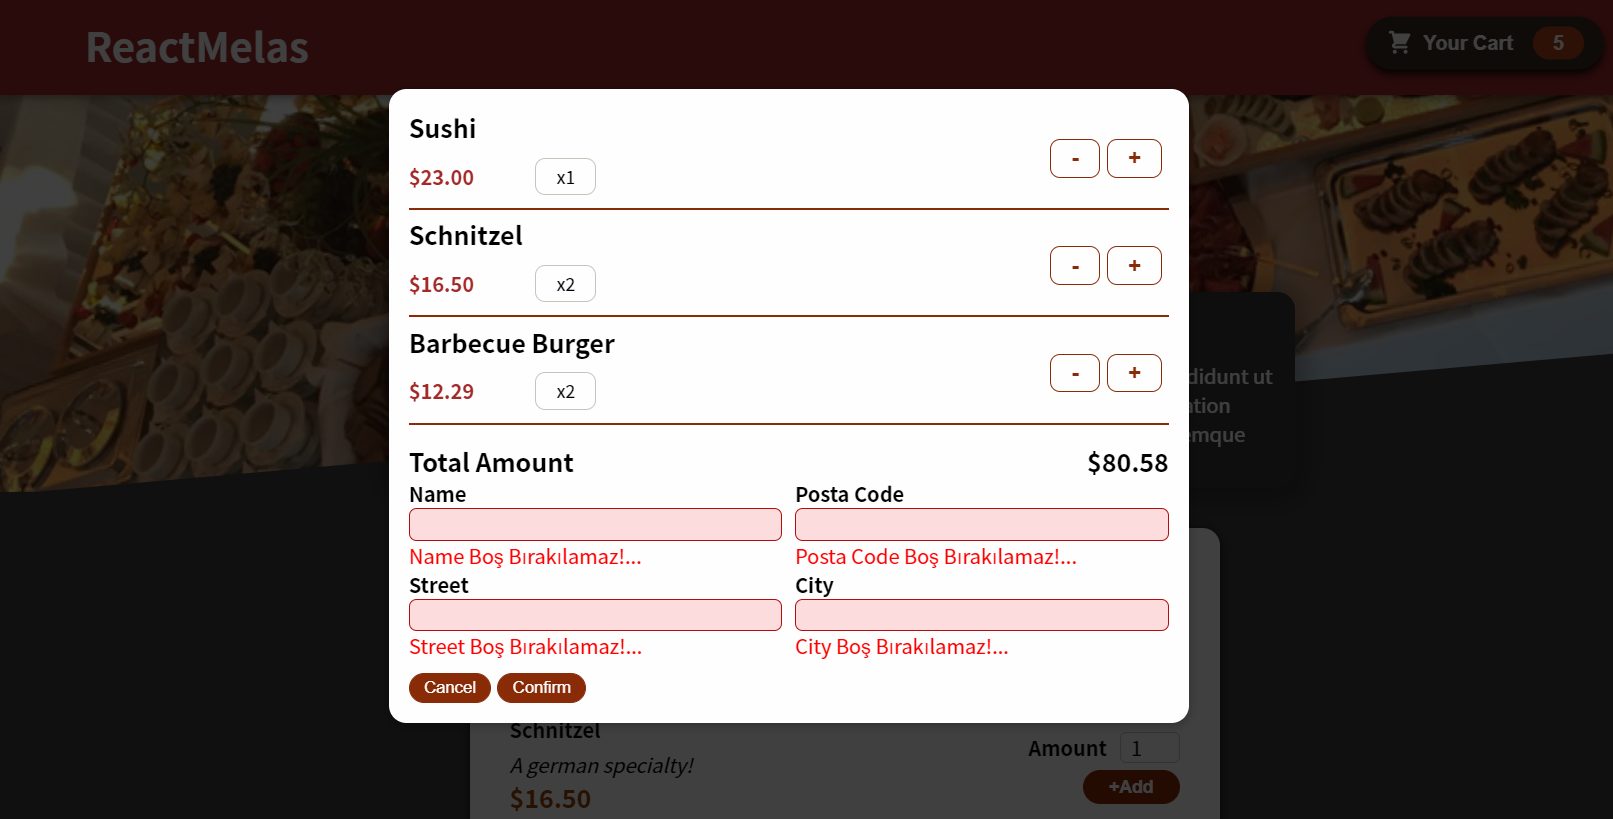 ReactMelas
Your Cart 5
Sushi
$23.00 x1
- +
Schnitzel
$16.50 x2
- +
Barbecue Burger
$12.29 x2
- +
didunt ut
emque
Total Amount $80.58
Name
Name Boş Bırakılamaz!...
Posta Code
Posta Code Boş Bırakılamaz!...
Street
Street Boş Bırakılamaz!...
City
City Boş Bırakılamaz!...
Cancel Confirm
Schnitzel
A german specialty!
$16.50
Amount 1
+Add